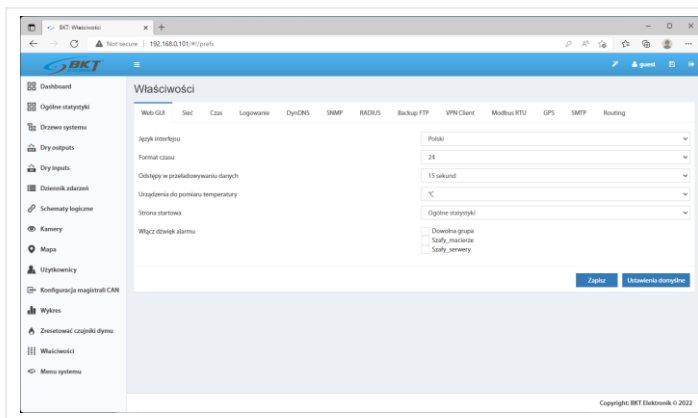 BKT: Właściwości
Not secure | 192.168.0.101/#!/prefs
BKT
guest
Dashboard
Ogólne statystyki
Drzewo systemu
Dry outputs
Dry inputs
Dziennik zdarzeń
Schematy logiczne
Kamery
Mapa
Użytkownicy
Konfiguracja magistrali CAN
Wykres
Zresetować czujniki dymu
Właściwości
Menu systemu
Właściwości
Web GUI Sieć Czas Logowanie DynDNS SNMP RADIUS Backup FTP VPN Client Modbus RTU GPS SMTP Routing
Język interfejsu Polski
Format czasu 24
Odstępy w przeładowywaniu danych 15 sekund
Urządzenia do pomiaru temperatury °C
Strona startowa Ogólne statystyki
Włącz dźwięk alarmu Dowolna grupa
Szafy_macierze
Szafy_serwery
Zapisz Ustawienia domyślne
Copyright: BKT Elektronik © 2022